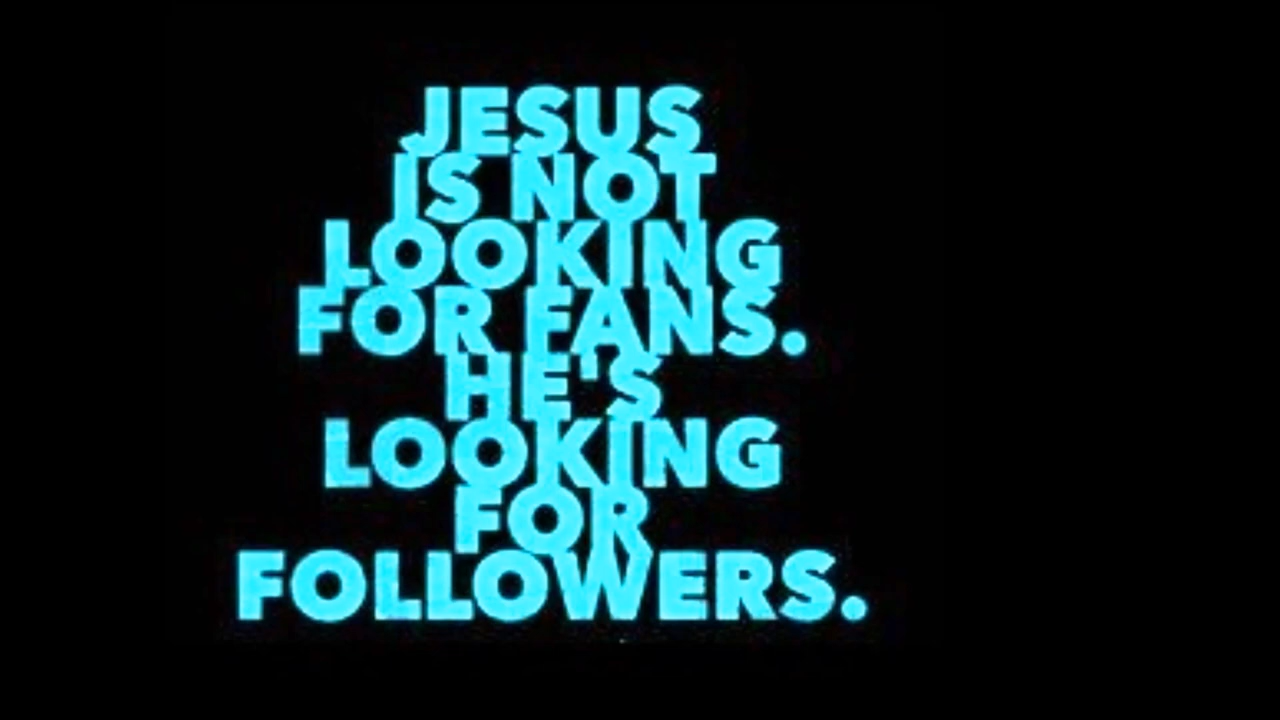 JESUS
IS NOT
LOOKING
FOR FANS.
HE'S
LOOKING
FOR
FOLLOWERS.